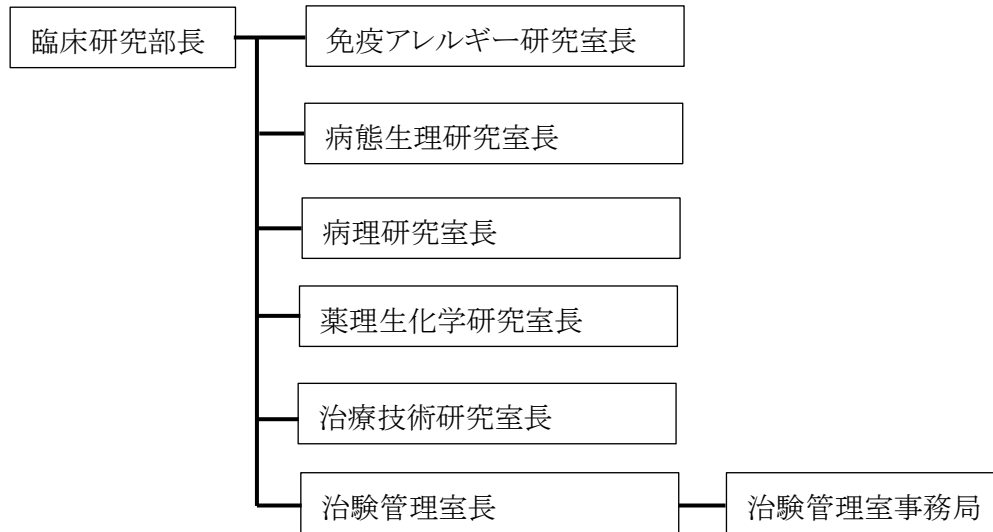 臨床研究部長
免疫アレルギー研究室長
病態生理研究室長
病理研究室長
薬理生化学研究室長
治療技術研究室長
治験管理室長
治験管理室事務局